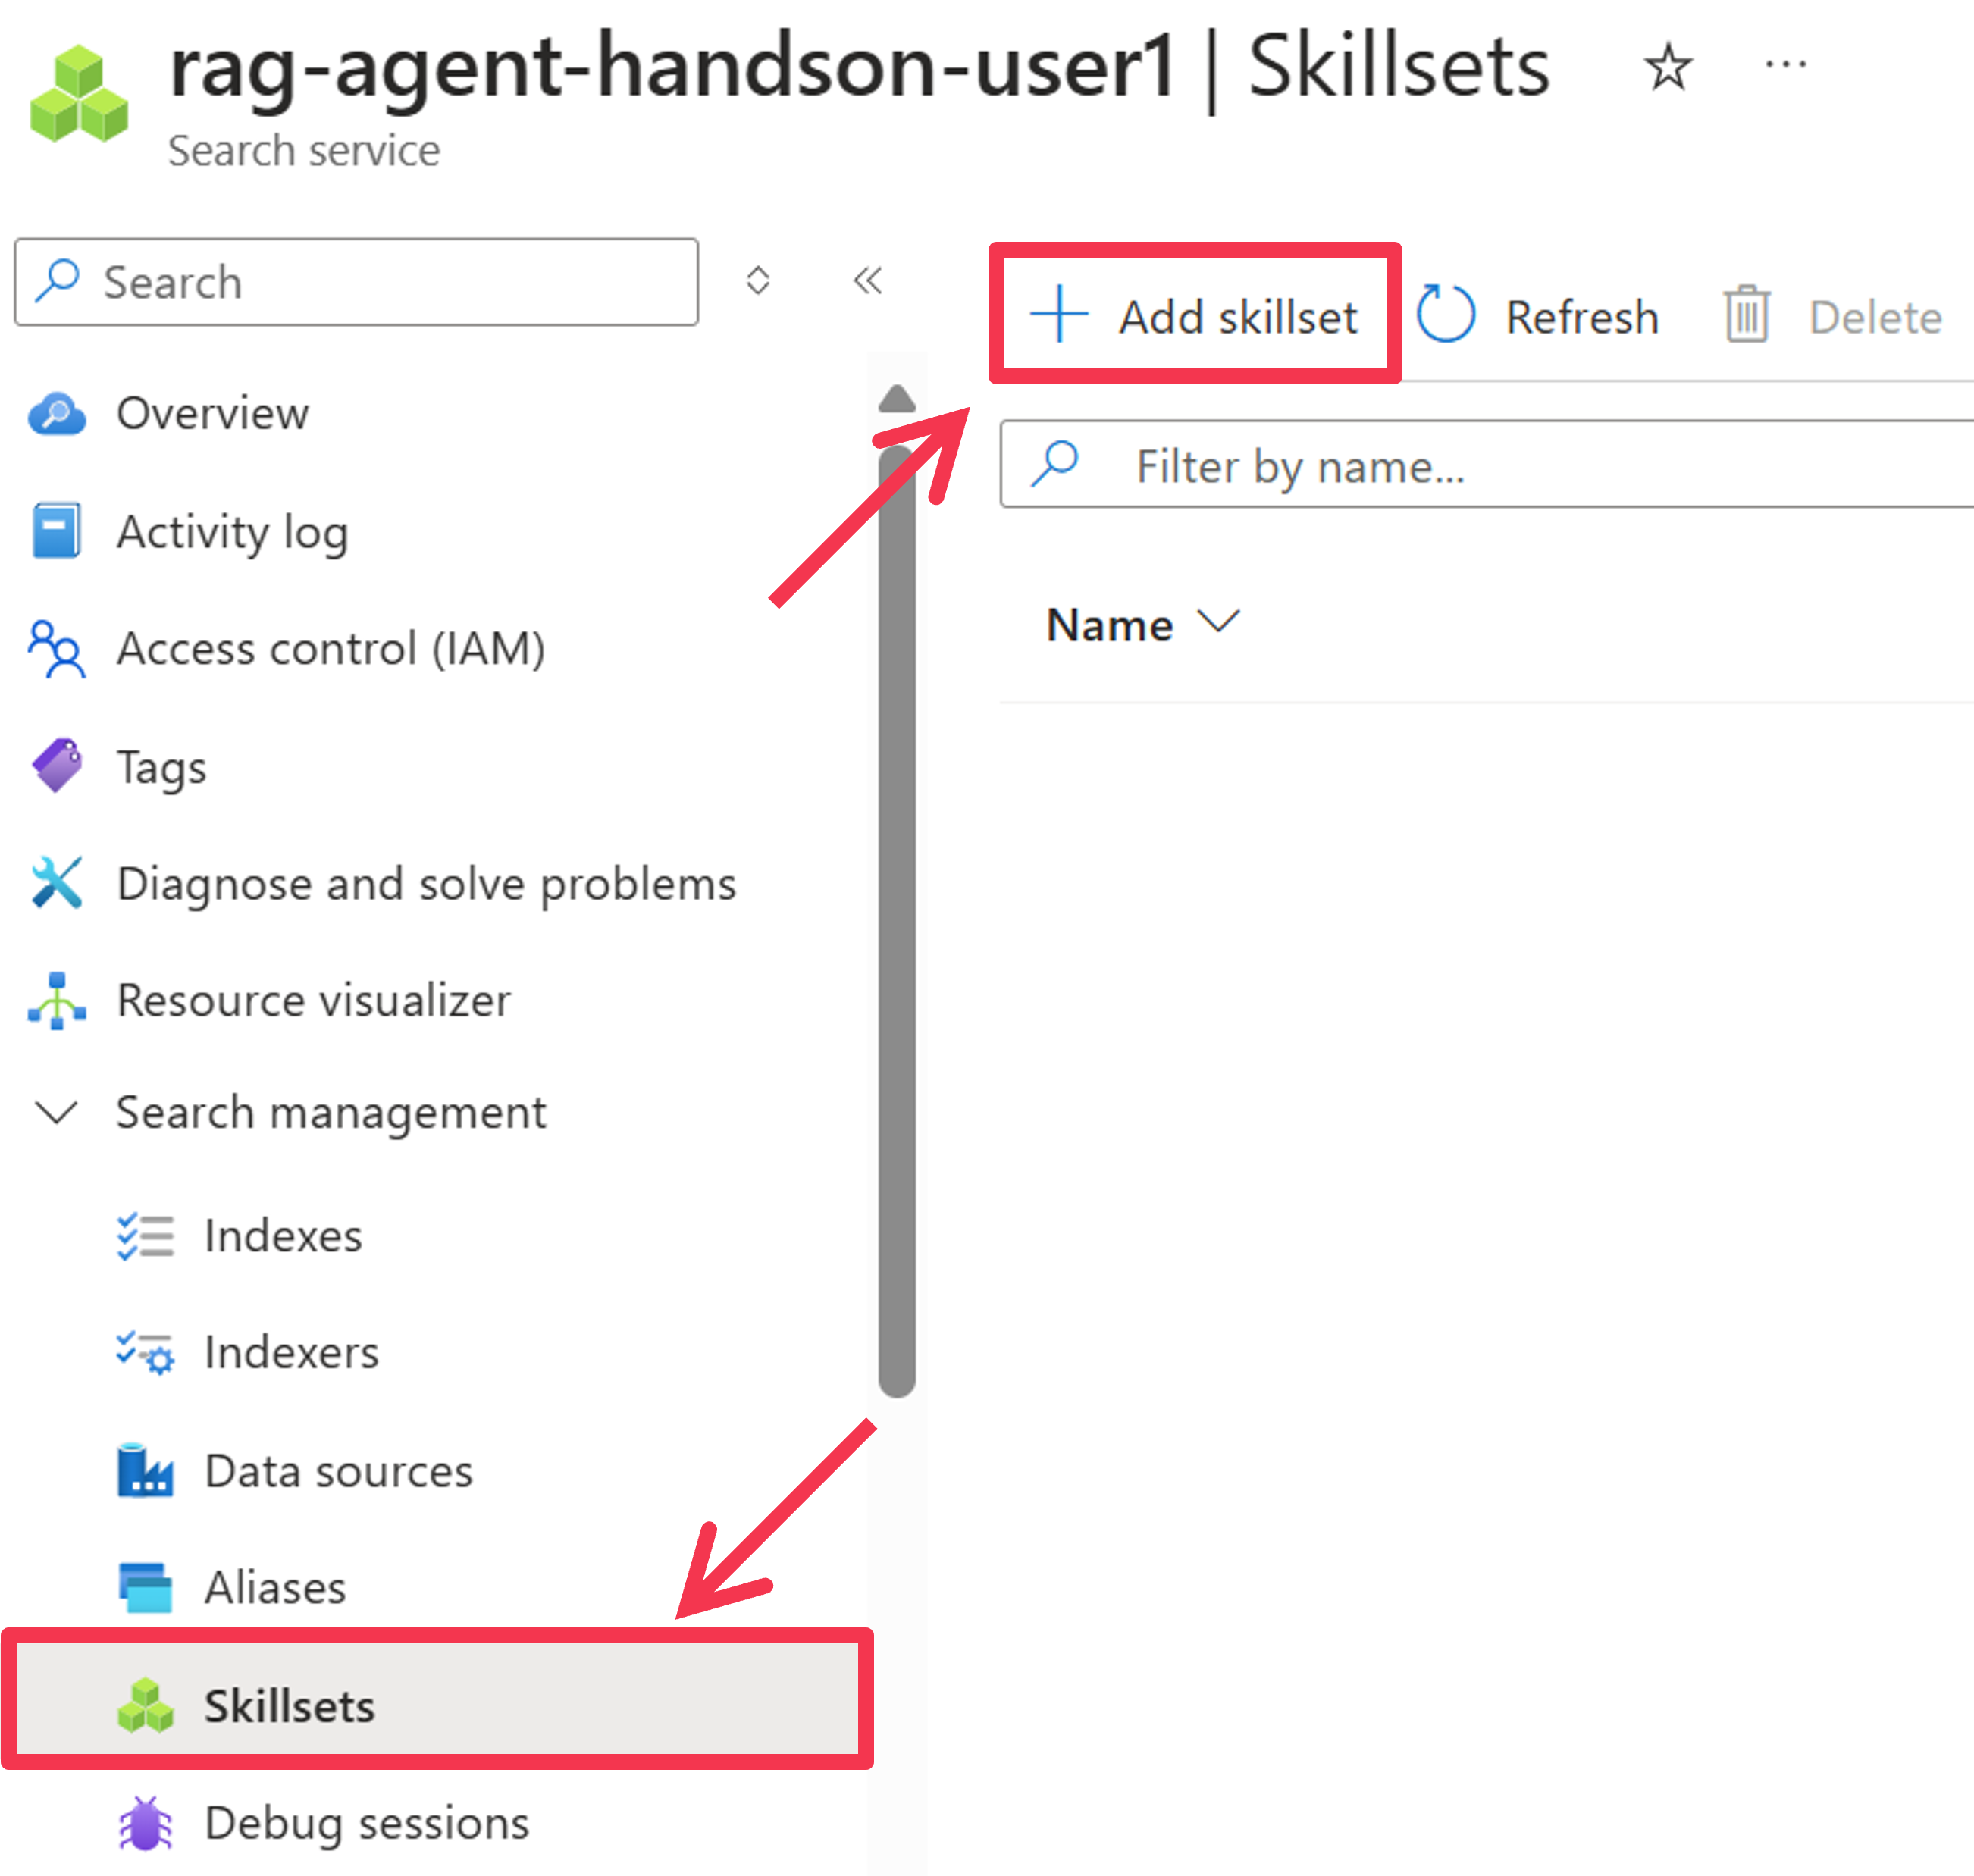 rag-agent-handson-user1 | Skillsets
Search service
Search
Add skillset
Refresh
Delete
Filter by name...
Name
Overview
Activity log
Access control (IAM)
Tags
Diagnose and solve problems
Resource visualizer
Search management
Indexes
Indexers
Data sources
Aliases
Skillsets
Debug sessions